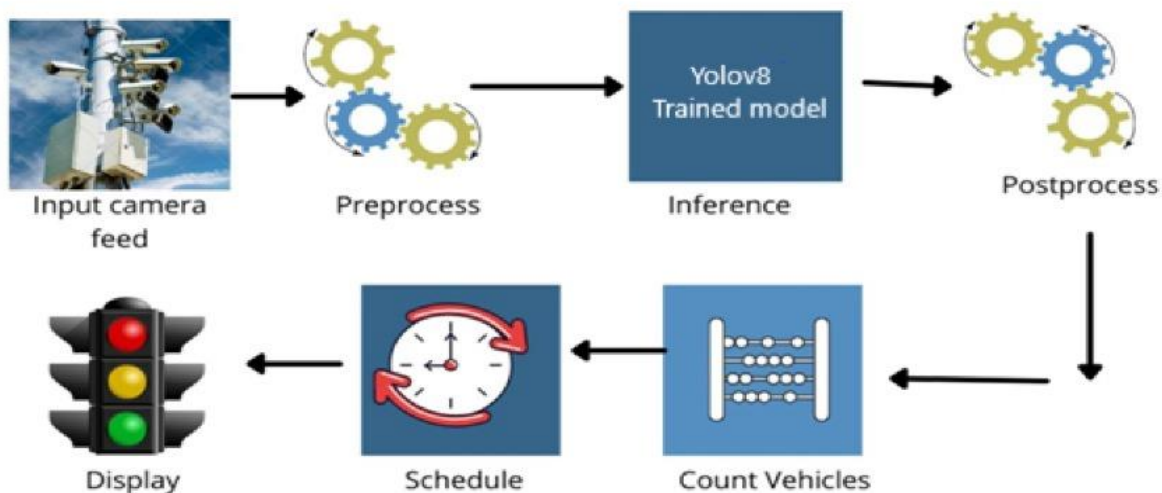 Yolov8
Trained model
Input camera
feed
Preprocess
Inference
Postprocess
Display
Schedule
Count Vehicles